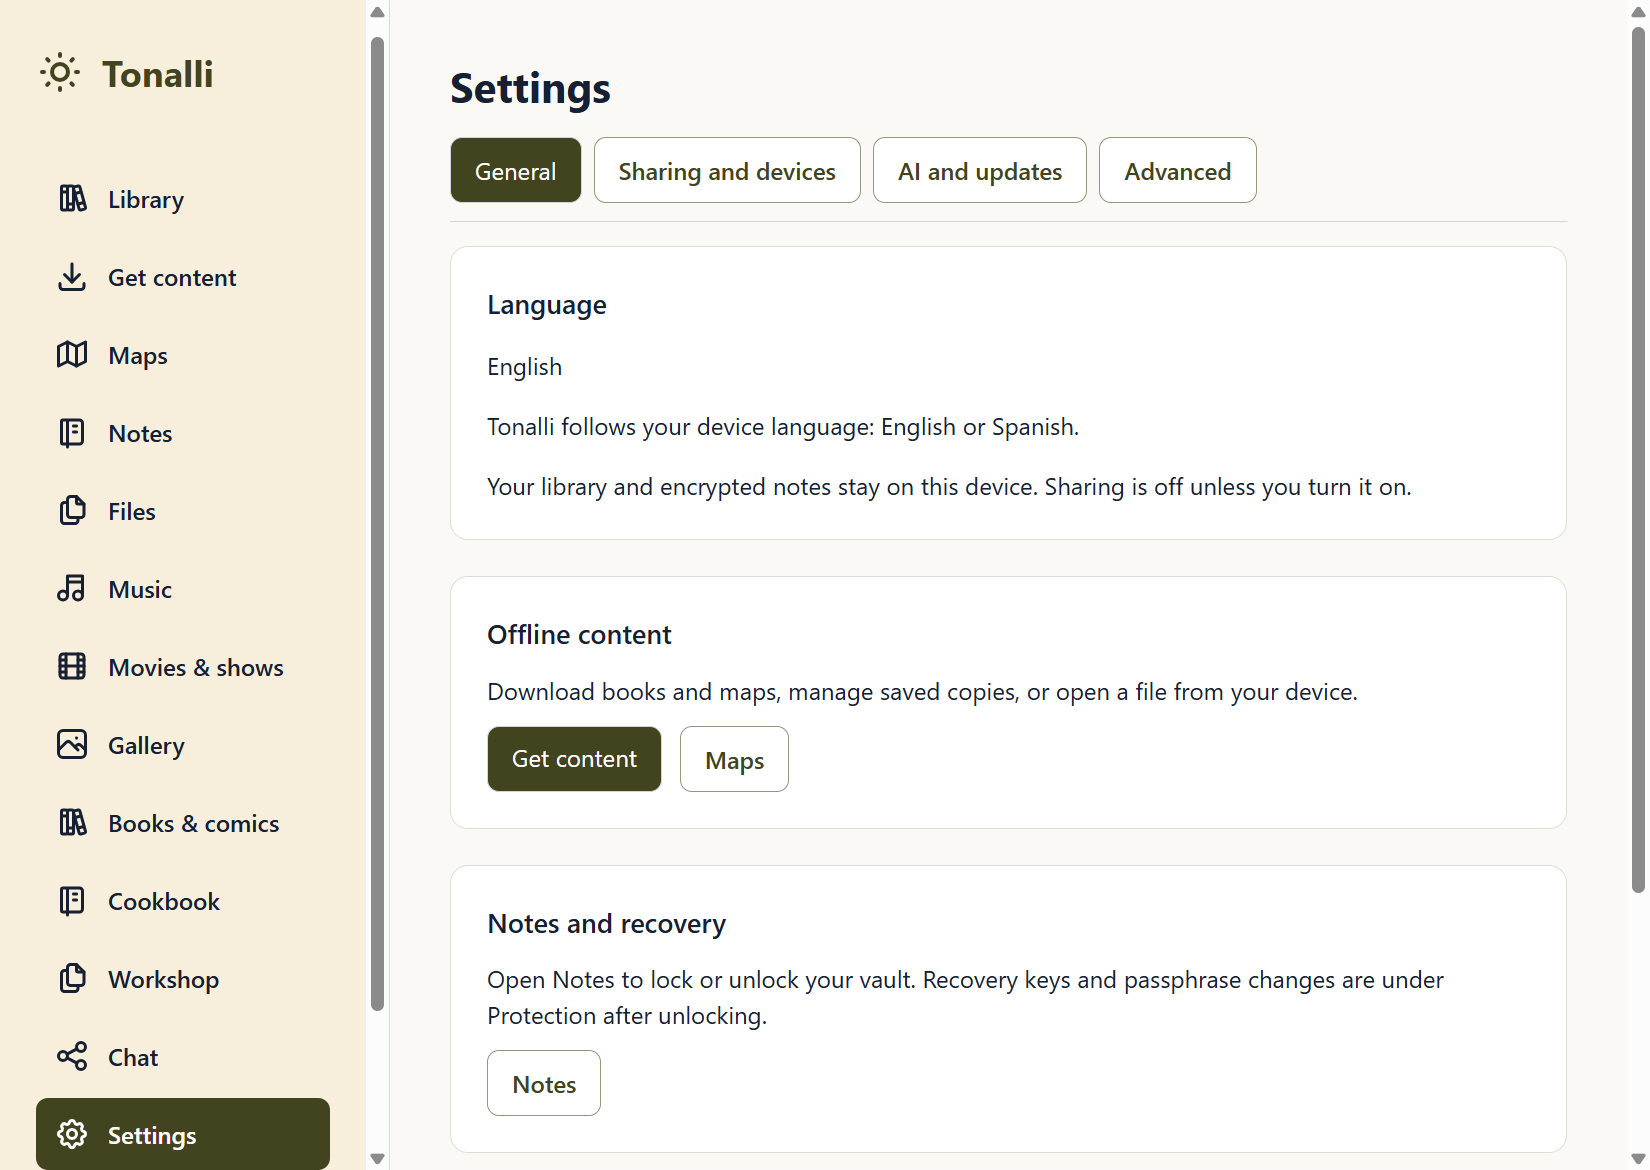 Tonalli
Library
Get content
Maps
Notes
Files
Music
Movies & shows
Gallery
Books & comics
Cookbook
Workshop
Chat
Settings
Settings
General
Sharing and devices
AI and updates
Advanced
Language
English
Tonalli follows your device language: English or Spanish.
Your library and encrypted notes stay on this device. Sharing is off unless you turn it on.
Offline content
Download books and maps, manage saved copies, or open a file from your device.
Get content
Maps
Notes and recovery
Open Notes to lock or unlock your vault. Recovery keys and passphrase changes are under
Protection after unlocking.
Notes